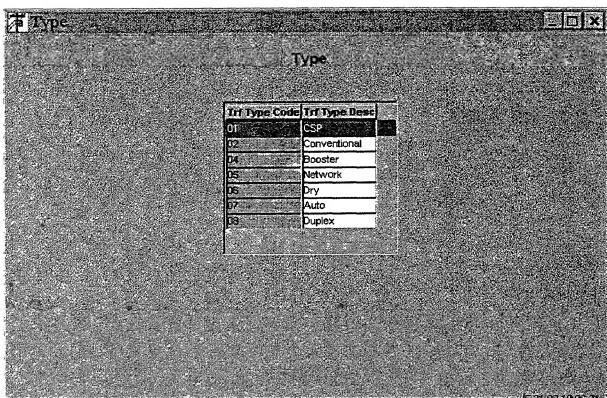 Type
Type
Trf Type Code Trf Type Desc
01 CSP
02 Conventional
04 Booster
05 Network
06 Dry
07 Auto
08 Duplex